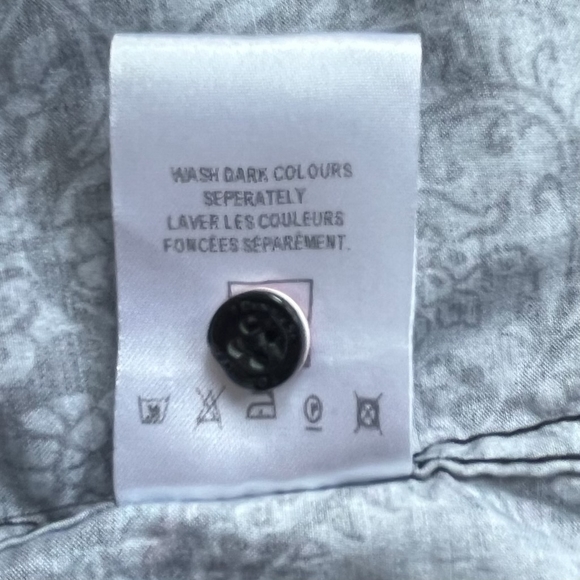 WASH DARK COLOURS
SEPERATELY
LAVER LES COULEURS
FONCÉES SÉPARÉMENT.
P